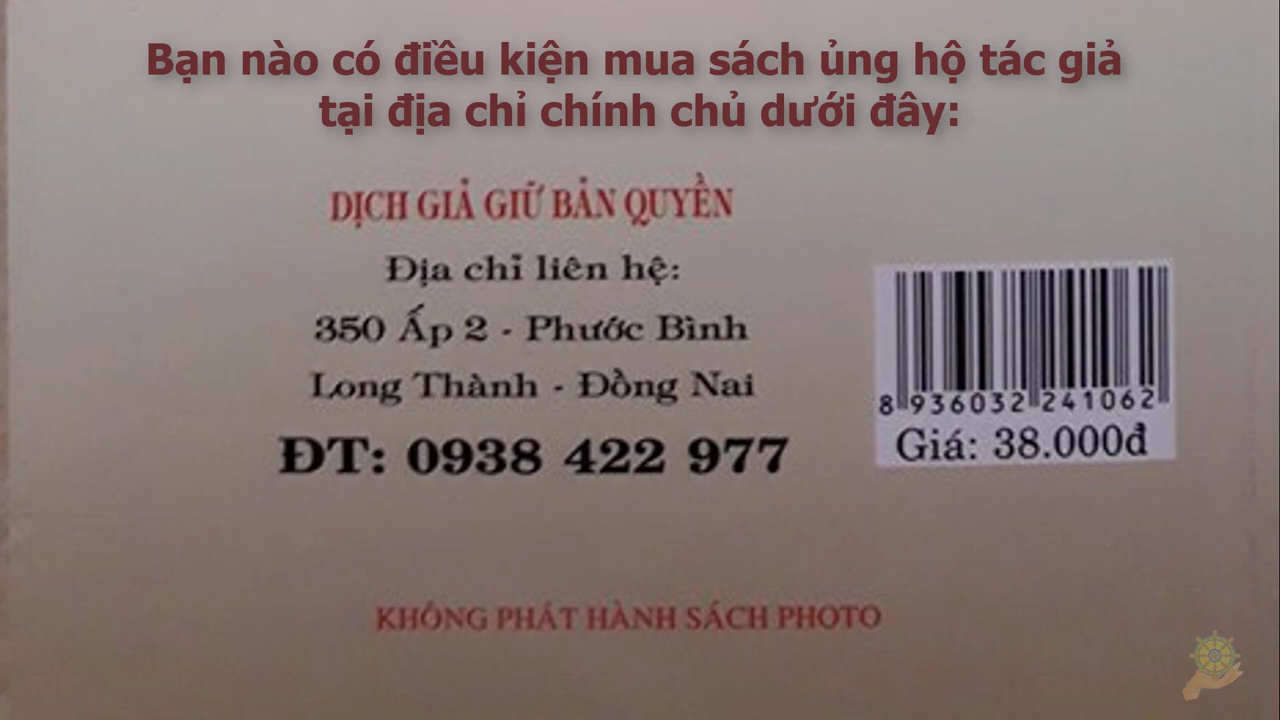 Bạn nào có điều kiện mua sách ủng hộ tác giả
tại địa chỉ chính chủ dưới đây:
DỊCH GIẢ GIỮ BẢN QUYỀN
Địa chỉ liên hệ:
350 Ấp 2 - Phước Bình
Long Thành - Đồng Nai
ĐT: 0938 422 977
8 936032 241062
Giá: 38.000đ
KHÔNG PHÁT HÀNH SÁCH PHOTO